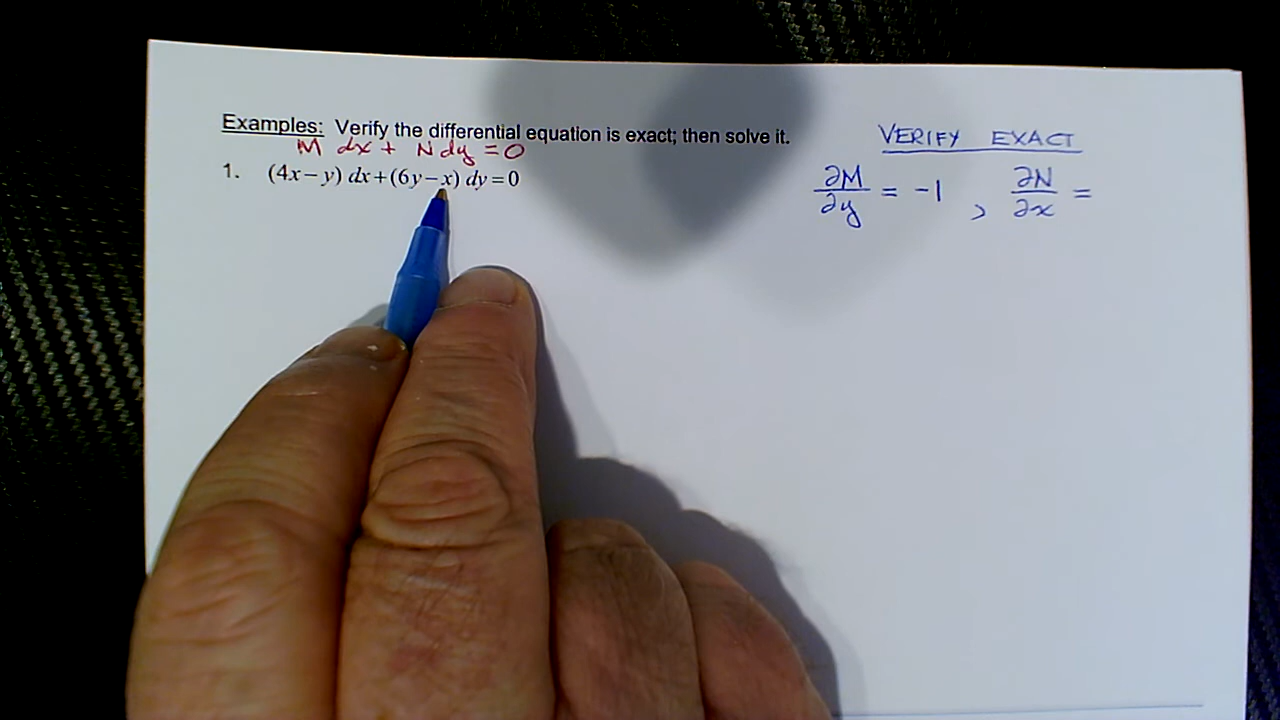 Examples: Verify the differential equation is exact; then solve it.
M dx + N dy = 0
1. (4x − y) dx + (6y − x) dy = 0
VERIFY EXACT
∂M/∂y = -1 , ∂N/∂x =